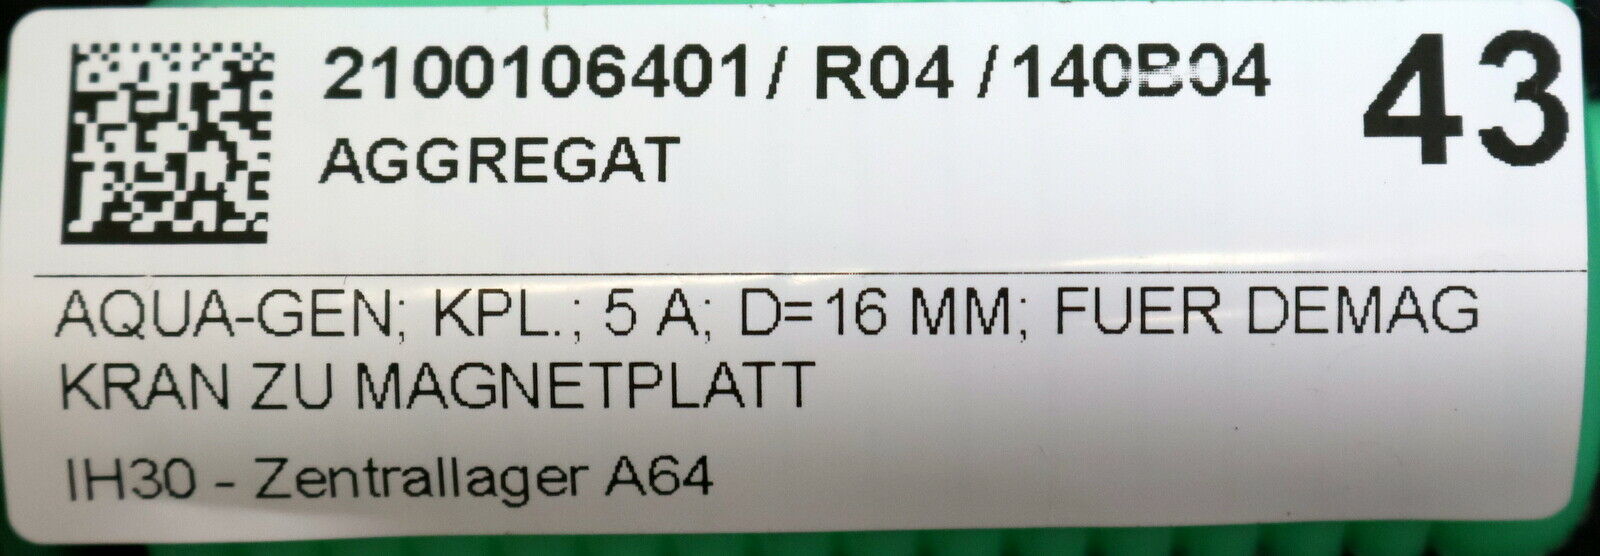 2100106401/ R04 /140B04
43
AGGREGAT
AQUA-GEN; KPL.; 5 A; D=16 MM; FUER DEMAG
KRAN ZU MAGNETPLATT
IH30 - Zentrallager A64